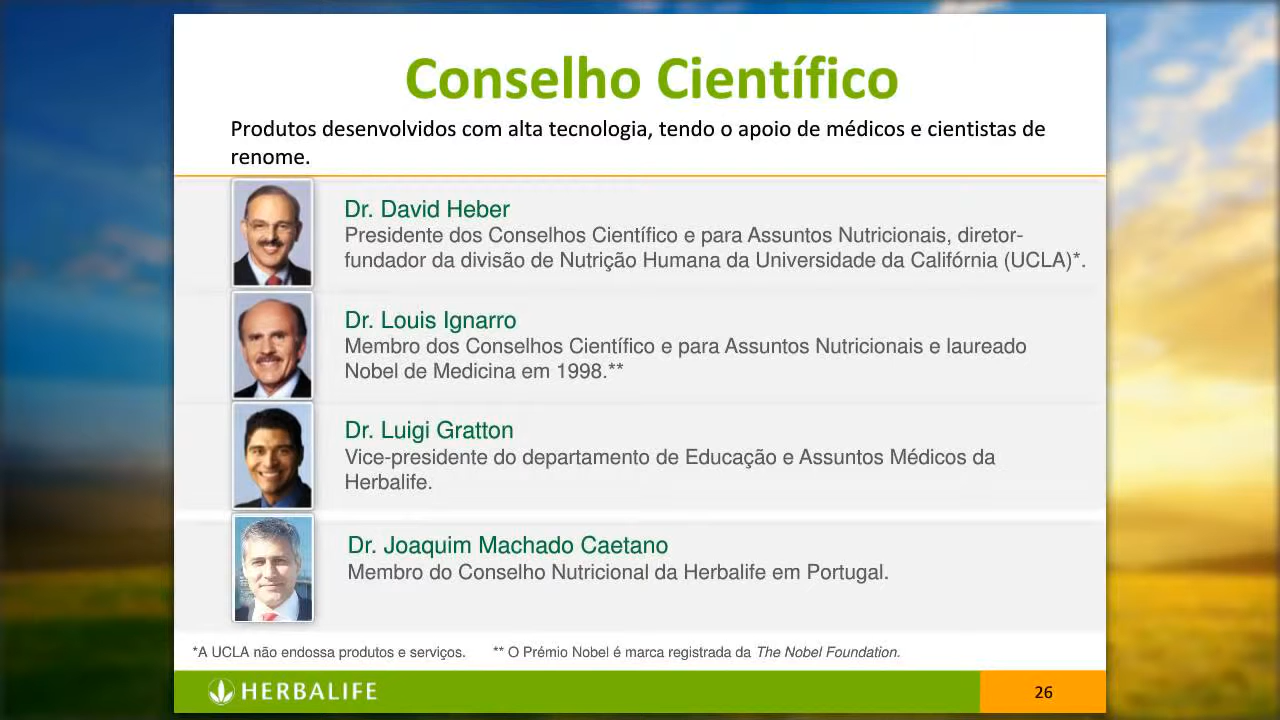 Conselho Científico
Produtos desenvolvidos com alta tecnologia, tendo o apoio de médicos e cientistas de
renome.
Dr. David Heber
Presidente dos Conselhos Científico e para Assuntos Nutricionais, diretor-
fundador da divisão de Nutrição Humana da Universidade da Califórnia (UCLA)*.
Dr. Louis Ignarro
Membro dos Conselhos Científico e para Assuntos Nutricionais e laureado
Nobel de Medicina em 1998.**
Dr. Luigi Gratton
Vice-presidente do departamento de Educação e Assuntos Médicos da
Herbalife.
Dr. Joaquim Machado Caetano
Membro do Conselho Nutricional da Herbalife em Portugal.
*A UCLA não endossa produtos e serviços. ** O Prémio Nobel é marca registrada da The Nobel Foundation.
HERBALIFE 26